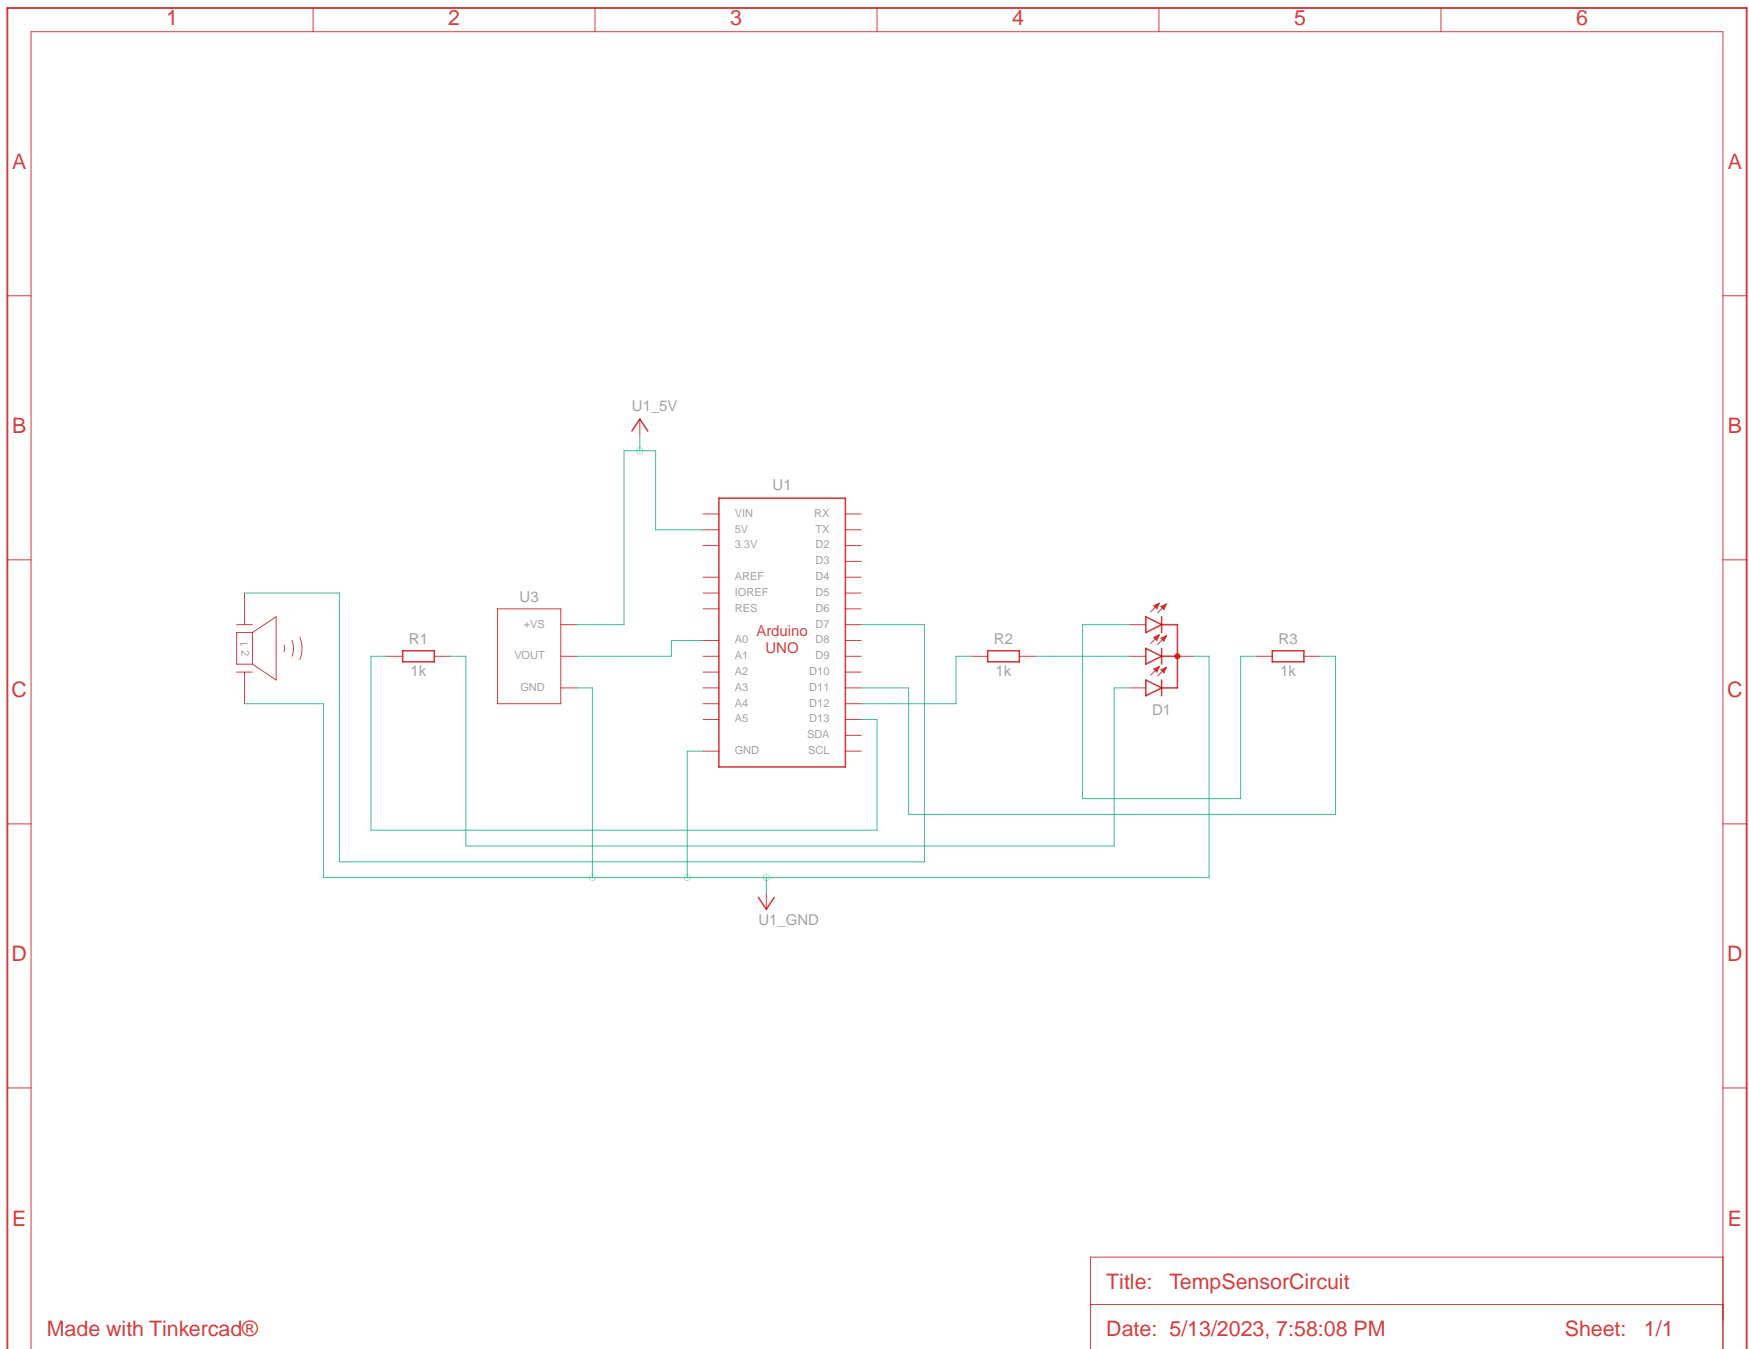 1 2 3 4 5 6
A A
B B
U1_5V
U1
VIN RX
5V TX
3.3V D2
D3
AREF D4
IOREF D5
RES D6
D7
A0 D8
A1 D9
A2 D10
A3 D11
A4 D12
A5 D13
SDA
GND SCL
Arduino
UNO
U3
+VS
VOUT
GND
1 2
R1
1k
R2
1k
D1
R3
1k
C C
U1_GND
D D
E E
Title: TempSensorCircuit
Made with Tinkercad®
Date: 5/13/2023, 7:58:08 PM Sheet: 1/1